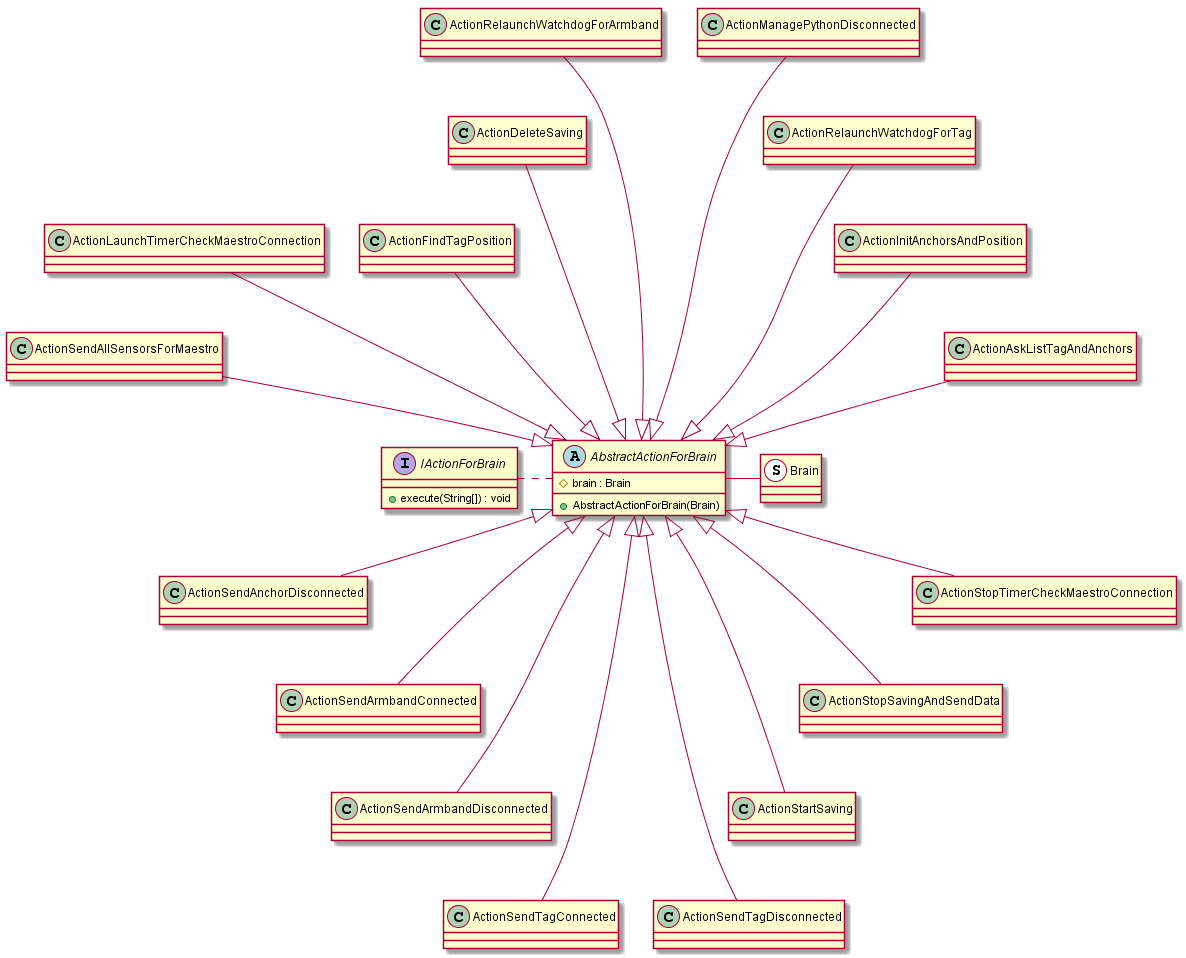 C ActionRelaunchWatchdogForArmband
C ActionManagePythonDisconnected
C ActionDeleteSaving
C ActionRelaunchWatchdogForTag
C ActionLaunchTimerCheckMaestroConnection
C ActionFindTagPosition
C ActionInitAnchorsAndPosition
C ActionSendAllSensorsForMaestro
C ActionAskListTagAndAnchors
I IActionForBrain
execute(String[]) : void
A AbstractActionForBrain
brain : Brain
AbstractActionForBrain(Brain)
S Brain
C ActionSendAnchorDisconnected
C ActionStopTimerCheckMaestroConnection
C ActionSendArmbandConnected
C ActionStopSavingAndSendData
C ActionSendArmbandDisconnected
C ActionStartSaving
C ActionSendTagConnected
C ActionSendTagDisconnected